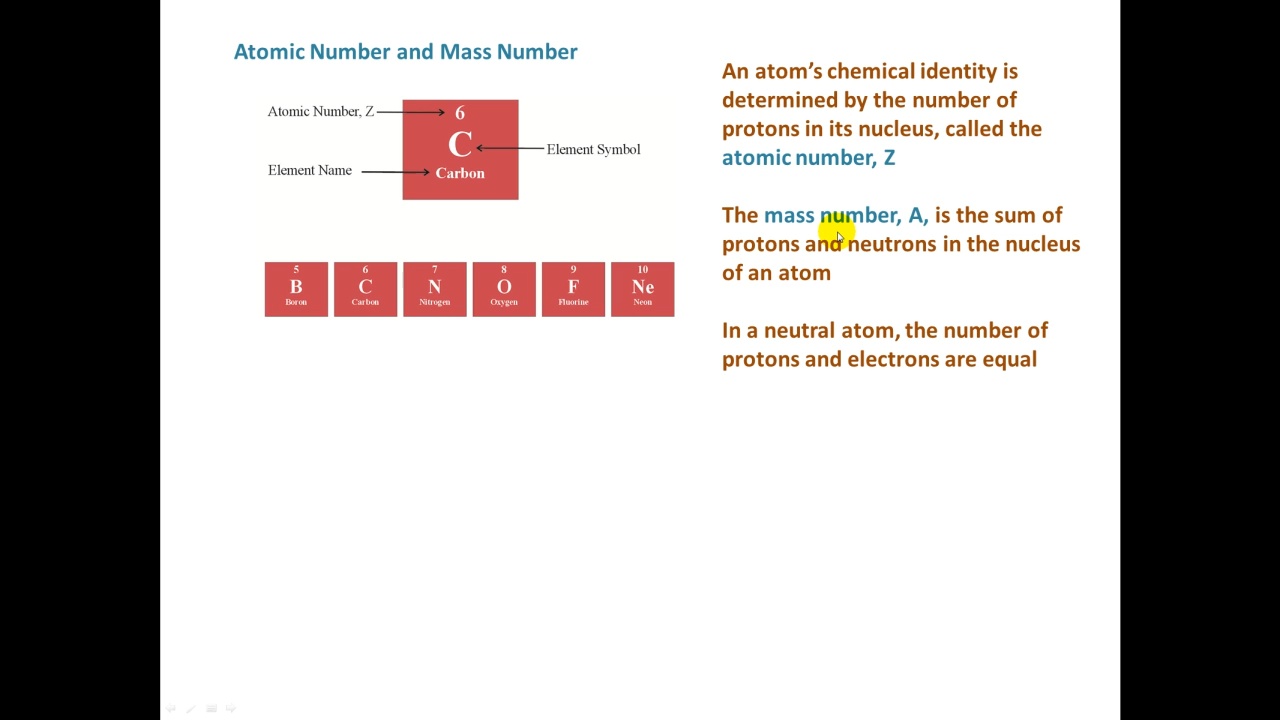 Atomic Number and Mass Number
Atomic Number, Z
6
C
Element Symbol
Element Name
Carbon
5
B
Boron
6
C
Carbon
7
N
Nitrogen
8
O
Oxygen
9
F
Fluorine
10
Ne
Neon
An atom’s chemical identity is
determined by the number of
protons in its nucleus, called the
atomic number, Z
The mass number, A, is the sum of
protons and neutrons in the nucleus
of an atom
In a neutral atom, the number of
protons and electrons are equal